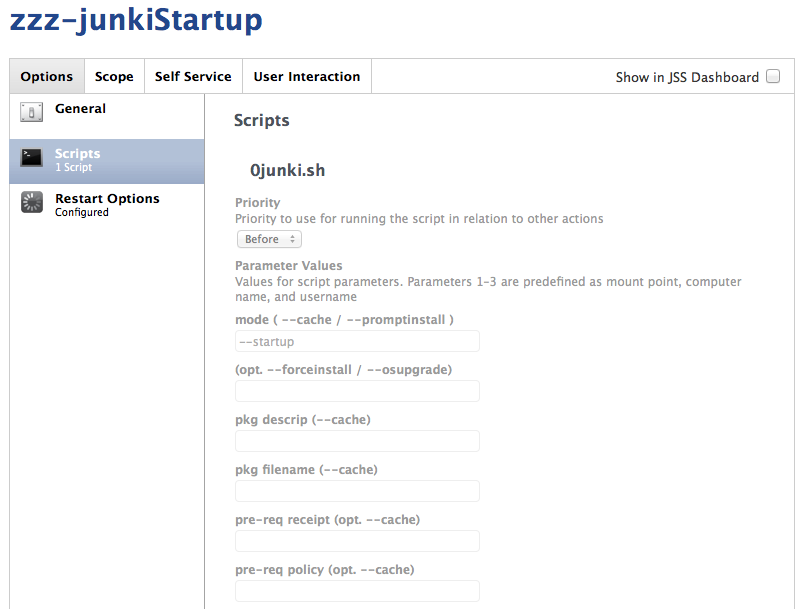 zzz-junkiStartup
Options
Scope
Self Service
User Interaction
Show in JSS Dashboard
General
Scripts
1 Script
Restart Options
Configured
Scripts
0junki.sh
Priority
Priority to use for running the script in relation to other actions
Before
Parameter Values
Values for script parameters. Parameters 1-3 are predefined as mount point, computer
name, and username
mode ( --cache / --promptinstall )
--startup
(opt. --forceinstall / --osupgrade)
pkg descrip (--cache)
pkg filename (--cache)
pre-req receipt (opt. --cache)
pre-req policy (opt. --cache)